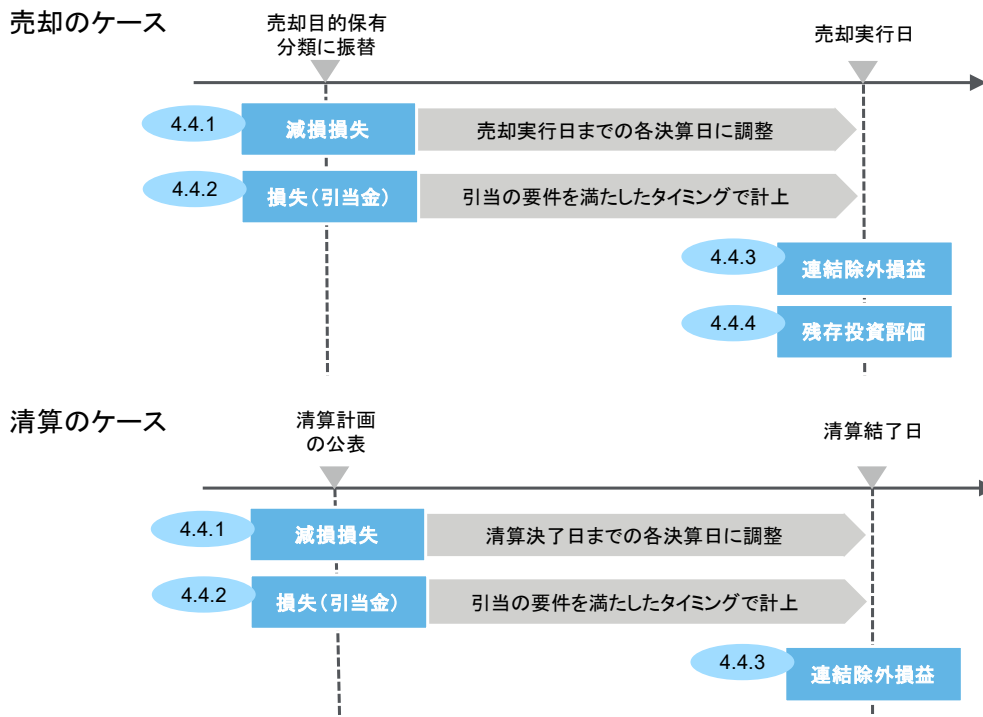 売却のケース
売却目的保有
分類に振替
売却実行日
4.4.1
減損損失
売却実行日までの各決算日に調整
4.4.2
損失(引当金)
引当の要件を満たしたタイミングで計上
4.4.3
連結除外損益
4.4.4
残存投資評価
清算のケース
清算計画
の公表
清算結了日
4.4.1
減損損失
清算決了日までの各決算日に調整
4.4.2
損失(引当金)
引当の要件を満たしたタイミングで計上
4.4.3
連結除外損益